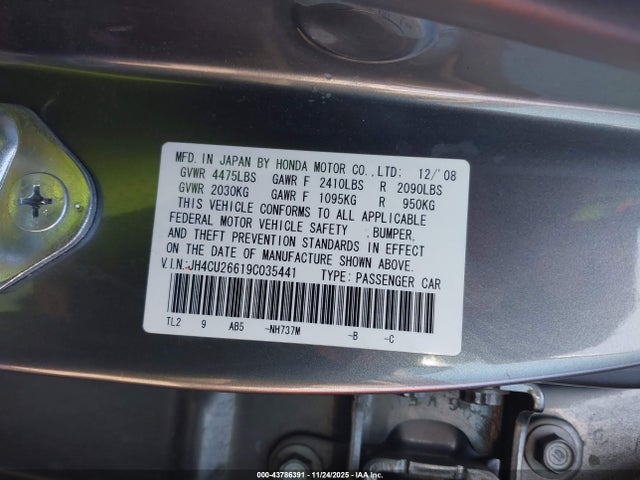 MFD. IN JAPAN BY HONDA MOTOR CO.,LTD: 12/'08
GVWR 4475LBS GAWR F 2410LBS R 2090LBS
GVWR 2030KG GAWR F 1095KG R 950KG
THIS VEHICLE CONFORMS TO ALL APPLICABLE
FEDERAL MOTOR VEHICLE SAFETY ,BUMPER,
AND THEFT PREVENTION STANDARDS IN EFFECT
ON THE DATE OF MANUFACTURE SHOWN ABOVE.
V.I.N:JH4CU26619C035441 TYPE: PASSENGER CAR
TL2 9 AB5 -NH737M -B -C
000-43786391 - 11/24/2025 - IAAI.COM